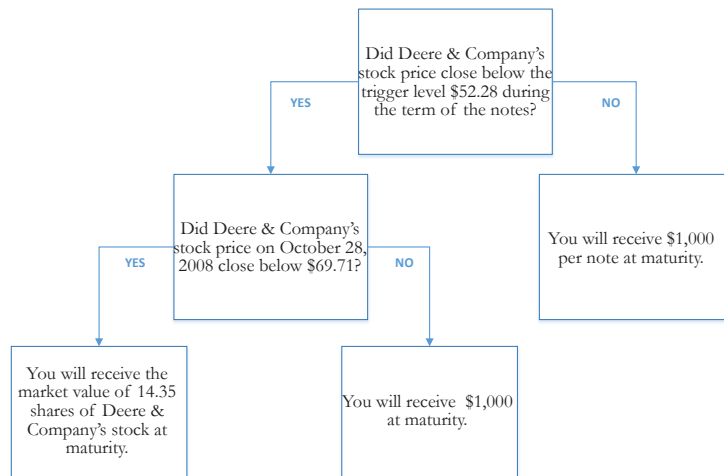 Did Deere & Company's
stock price close below the
trigger level $52.28 during
the term of the notes?
YES
NO
Did Deere & Company's
stock price on October 28,
2008 close below $69.71?
You will receive $1,000
per note at maturity.
YES
NO
You will receive the
market value of 14.35
shares of Deere &
Company's stock at
maturity.
You will receive $1,000
at maturity.